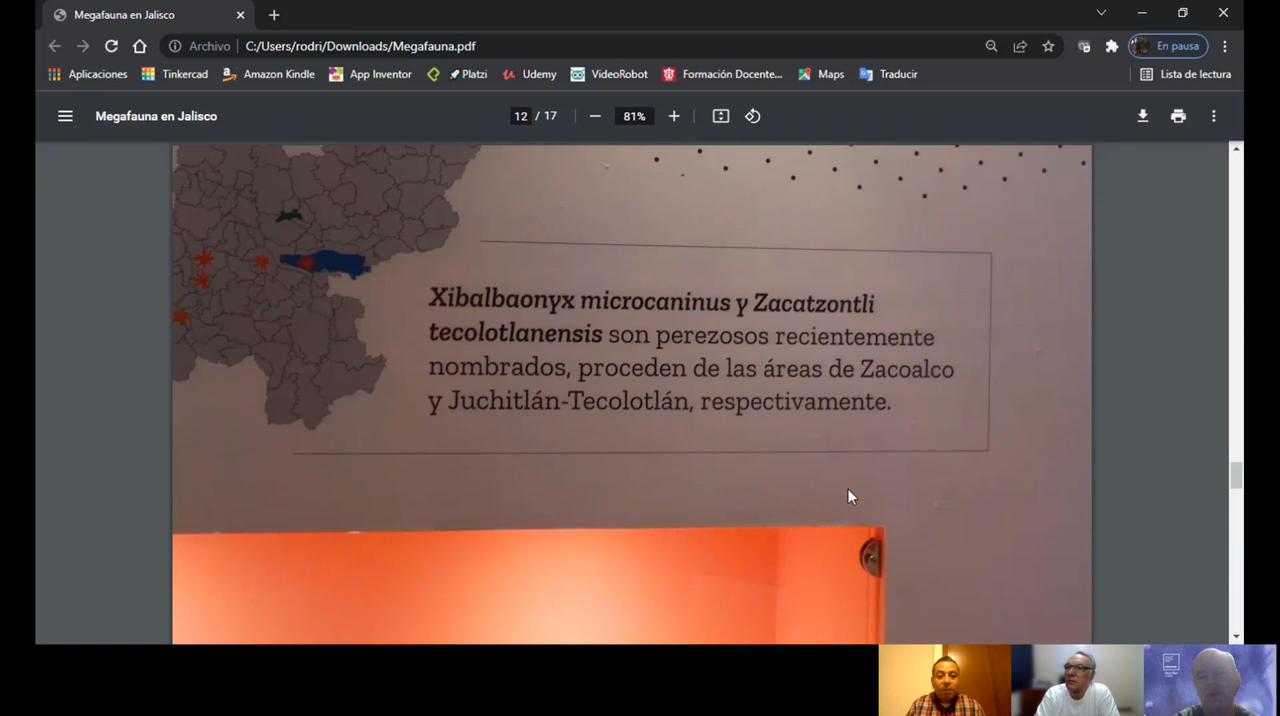 Megafauna en Jalisco
Archivo
C:/Users/rodri/Downloads/Megafauna.pdf
En pausa
Aplicaciones
Tinkercad
Amazon Kindle
App Inventor
Platzi
Udemy
VideoRobot
Formación Docente...
Maps
Traducir
Lista de lectura
Megafauna en Jalisco
12 / 17
81%
Xibalbaonyx microcaninus y Zacatzontli
tecolotlanensis son perezosos recientemente
nombrados, proceden de las áreas de Zacoalco
y Juchitlán-Tecolotlán, respectivamente.